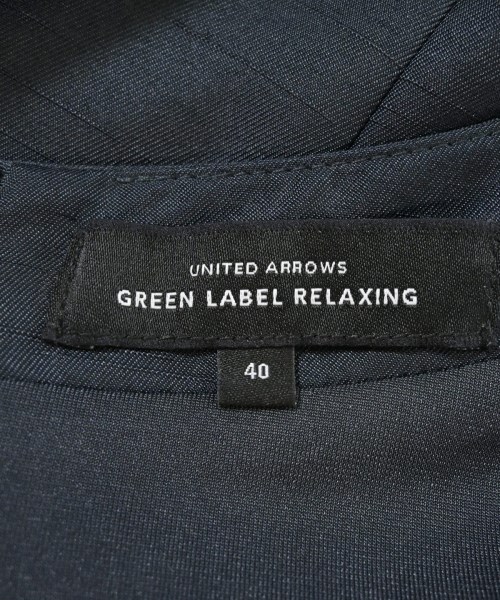 UNITED ARROWS
GREEN LABEL RELAXING
40